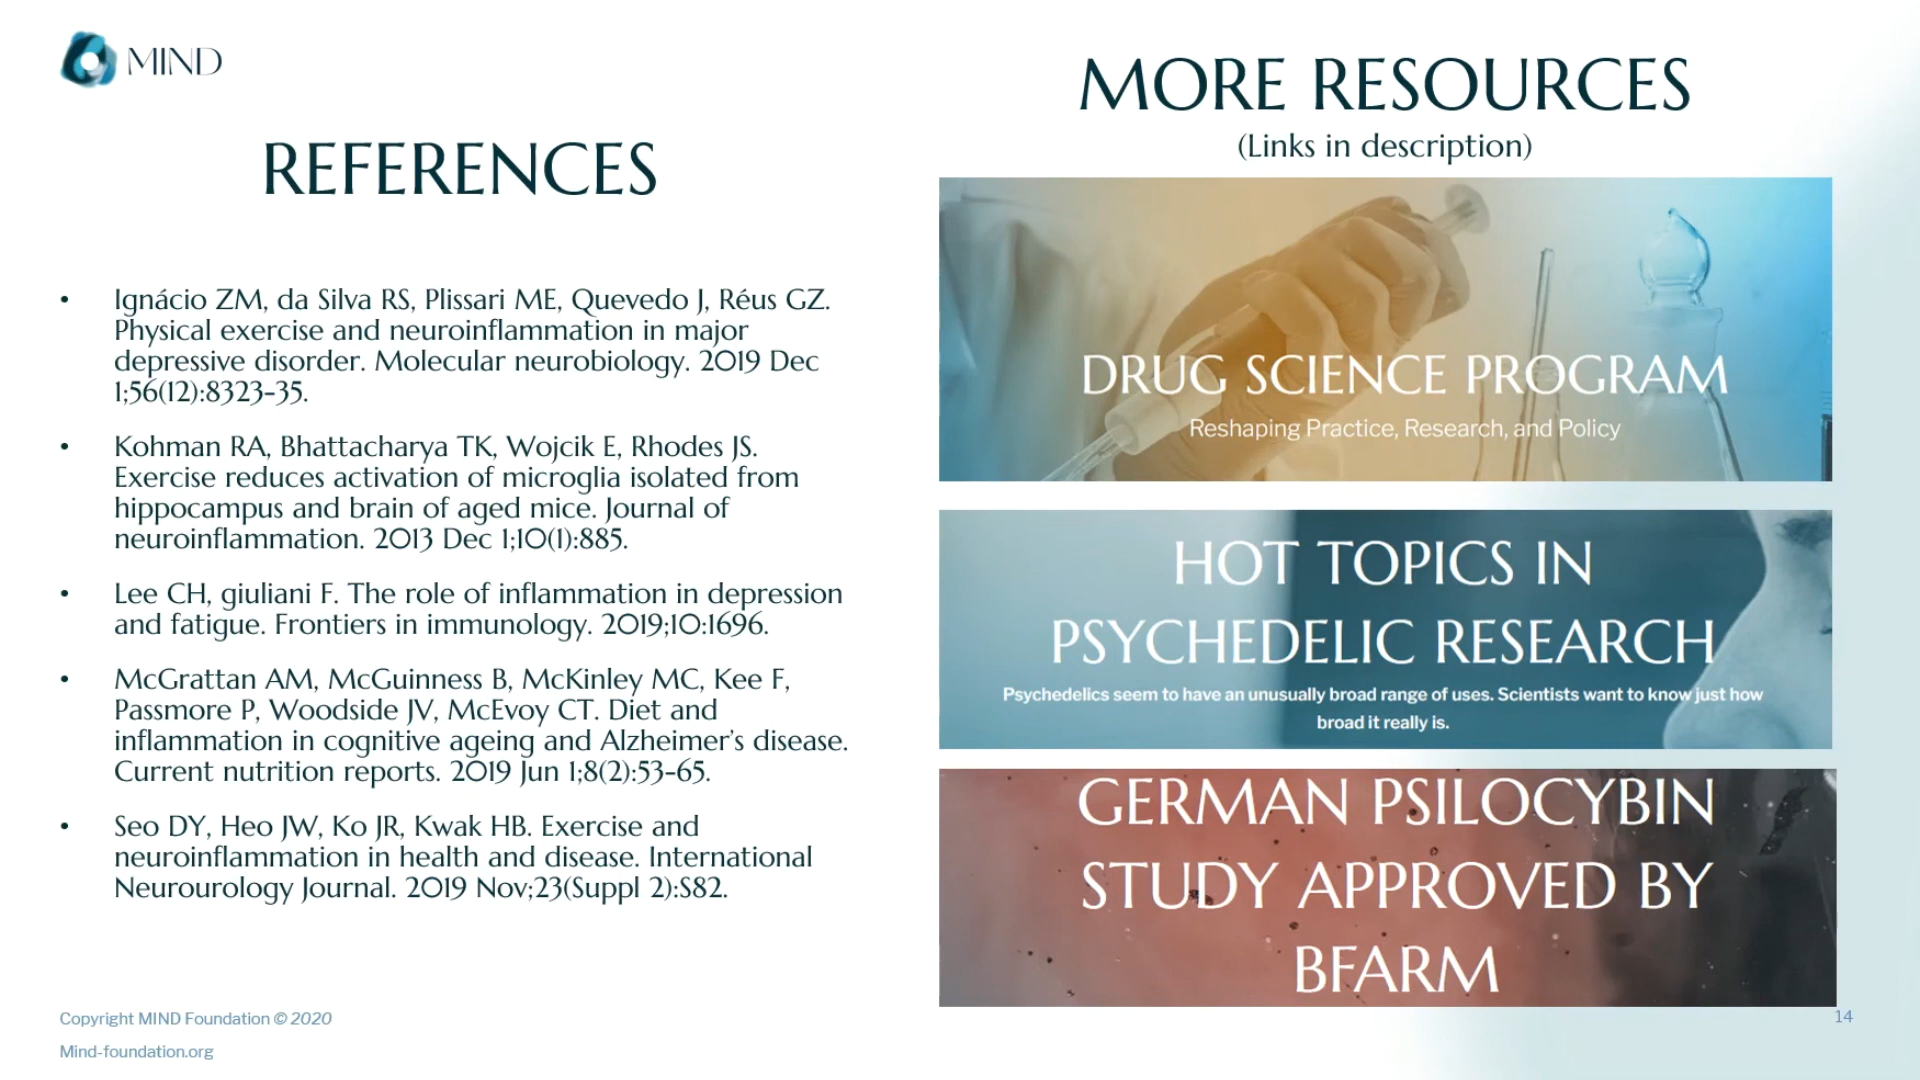 MIND
REFERENCES
• Ignácio ZM, da Silva RS, Plissari ME, Quevedo J, Réus GZ.
Physical exercise and neuroinflammation in major
depressive disorder. Molecular neurobiology. 2019 Dec
1;56(12):8323-35.
• Kohman RA, Bhattacharya TK, Wojcik E, Rhodes JS.
Exercise reduces activation of microglia isolated from
hippocampus and brain of aged mice. Journal of
neuroinflammation. 2013 Dec 1;10(1):885.
• Lee CH, giuliani F. The role of inflammation in depression
and fatigue. Frontiers in immunology. 2019;10:1696.
• McGrattan AM, McGuinness B, McKinley MC, Kee F,
Passmore P, Woodside JV, McEvoy CT. Diet and
inflammation in cognitive ageing and Alzheimer’s disease.
Current nutrition reports. 2019 Jun 1;8(2):53-65.
• Seo DY, Heo JW, Ko JR, Kwak HB. Exercise and
neuroinflammation in health and disease. International
Neurourology Journal. 2019 Nov;23(Suppl 2):S82.
MORE RESOURCES
(Links in description)
DRUG SCIENCE PROGRAM
Reshaping Practice, Research, and Policy
HOT TOPICS IN
PSYCHEDELIC RESEARCH
Psychedelics seem to have an unusually broad range of uses. Scientists want to know just how
broad it really is.
GERMAN PSILOCYBIN
STUDY APPROVED BY
BFARM
Copyright MIND Foundation © 2020
Mind-foundation.org
14